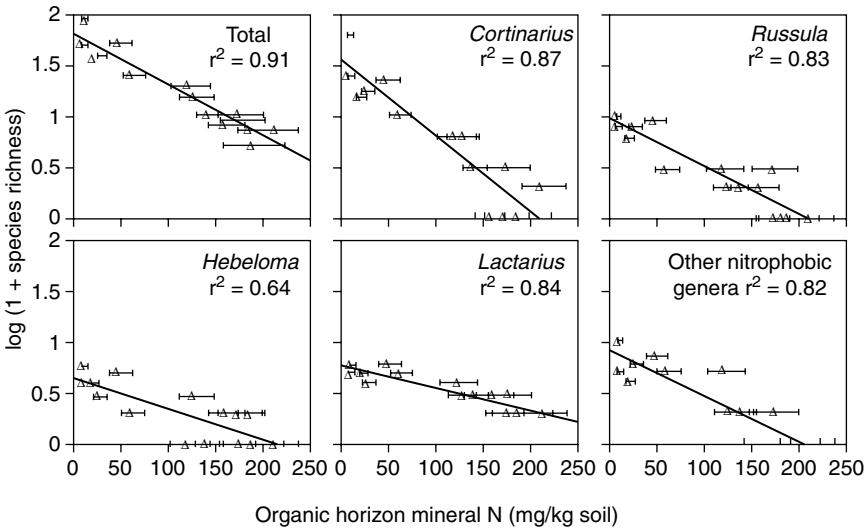 2
1.5
1
0.5
0
Total
r² = 0.91
Cortinarius
r² = 0.87
Russula
r² = 0.83
log (1 + species richness)
2
1.5
1
0.5
0
Hebeloma
r² = 0.64
Lactarius
r² = 0.84
Other nitrophobic
genera r² = 0.82
0 50 100 150 200 250
0 50 100 150 200 250
0 50 100 150 200 250
Organic horizon mineral N (mg/kg soil)